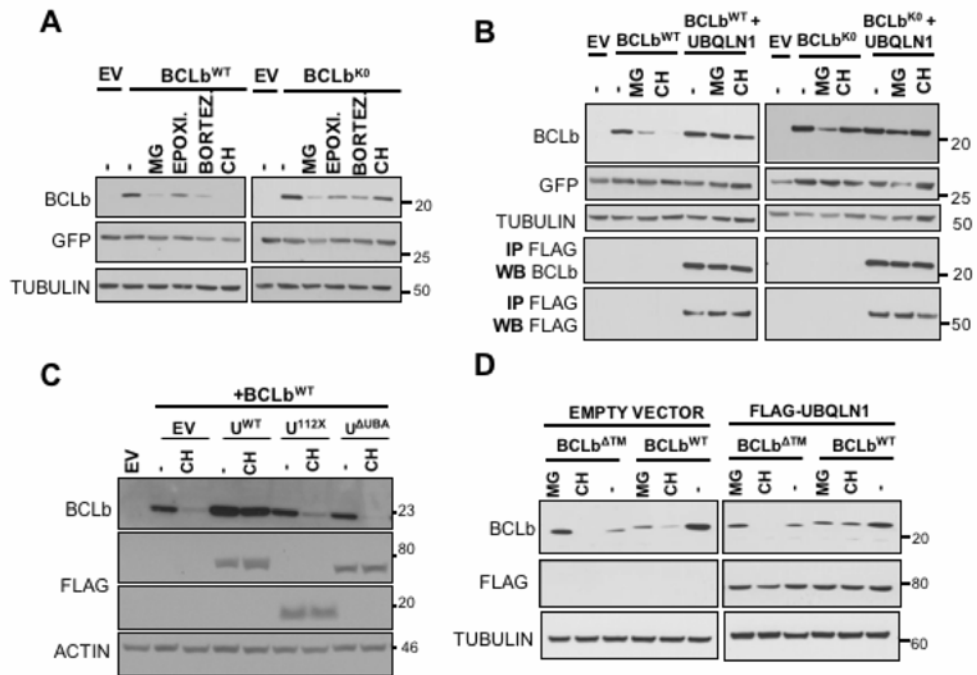 A
EV BCLb^WT EV BCLb^K0
- - MG EPOXI. BORTEZ. CH - - MG EPOXI. BORTEZ. CH
BCLb 20
GFP 25
TUBULIN 50
B
EV BCLb^WT BCLb^WT + UBQLN1 EV BCLb^K0 BCLb^K0 + UBQLN1
- - MG CH - MG CH - - MG CH - MG CH
BCLb 20
GFP 25
TUBULIN 50
IP FLAG
WB BCLb 20
IP FLAG
WB FLAG 50
C
+BCLb^WT
EV EV U^WT U^112X U^ΔUBA
- CH - CH - CH - CH
BCLb 23
80
FLAG
20
ACTIN 46
D
EMPTY VECTOR FLAG-UBQLN1
BCLb^ΔTM BCLb^WT BCLb^ΔTM BCLb^WT
MG CH - MG CH - MG CH - MG CH -
BCLb 20
FLAG 80
TUBULIN 60